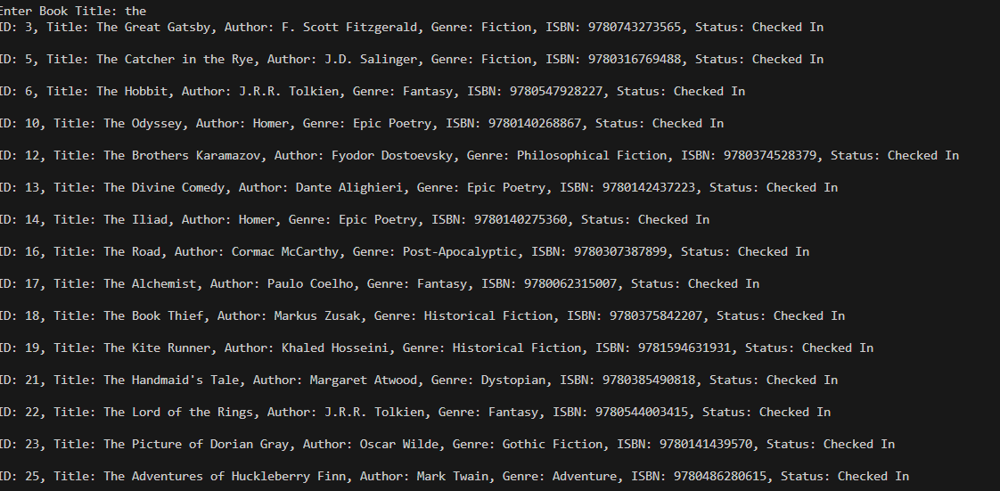 Enter Book Title: the
ID: 3, Title: The Great Gatsby, Author: F. Scott Fitzgerald, Genre: Fiction, ISBN: 9780743273565, Status: Checked In
ID: 5, Title: The Catcher in the Rye, Author: J.D. Salinger, Genre: Fiction, ISBN: 9780316769488, Status: Checked In
ID: 6, Title: The Hobbit, Author: J.R.R. Tolkien, Genre: Fantasy, ISBN: 9780547928227, Status: Checked In
ID: 10, Title: The Odyssey, Author: Homer, Genre: Epic Poetry, ISBN: 9780140268867, Status: Checked In
ID: 12, Title: The Brothers Karamazov, Author: Fyodor Dostoevsky, Genre: Philosophical Fiction, ISBN: 9780374528379, Status: Checked In
ID: 13, Title: The Divine Comedy, Author: Dante Alighieri, Genre: Epic Poetry, ISBN: 9780142437223, Status: Checked In
ID: 14, Title: The Iliad, Author: Homer, Genre: Epic Poetry, ISBN: 9780140275360, Status: Checked In
ID: 16, Title: The Road, Author: Cormac McCarthy, Genre: Post-Apocalyptic, ISBN: 9780307387899, Status: Checked In
ID: 17, Title: The Alchemist, Author: Paulo Coelho, Genre: Fantasy, ISBN: 9780062315007, Status: Checked In
ID: 18, Title: The Book Thief, Author: Markus Zusak, Genre: Historical Fiction, ISBN: 9780375842207, Status: Checked In
ID: 19, Title: The Kite Runner, Author: Khaled Hosseini, Genre: Historical Fiction, ISBN: 9781594631931, Status: Checked In
ID: 21, Title: The Handmaid's Tale, Author: Margaret Atwood, Genre: Dystopian, ISBN: 9780385490818, Status: Checked In
ID: 22, Title: The Lord of the Rings, Author: J.R.R. Tolkien, Genre: Fantasy, ISBN: 9780544003415, Status: Checked In
ID: 23, Title: The Picture of Dorian Gray, Author: Oscar Wilde, Genre: Gothic Fiction, ISBN: 9780141439570, Status: Checked In
ID: 25, Title: The Adventures of Huckleberry Finn, Author: Mark Twain, Genre: Adventure, ISBN: 9780486280615, Status: Checked In